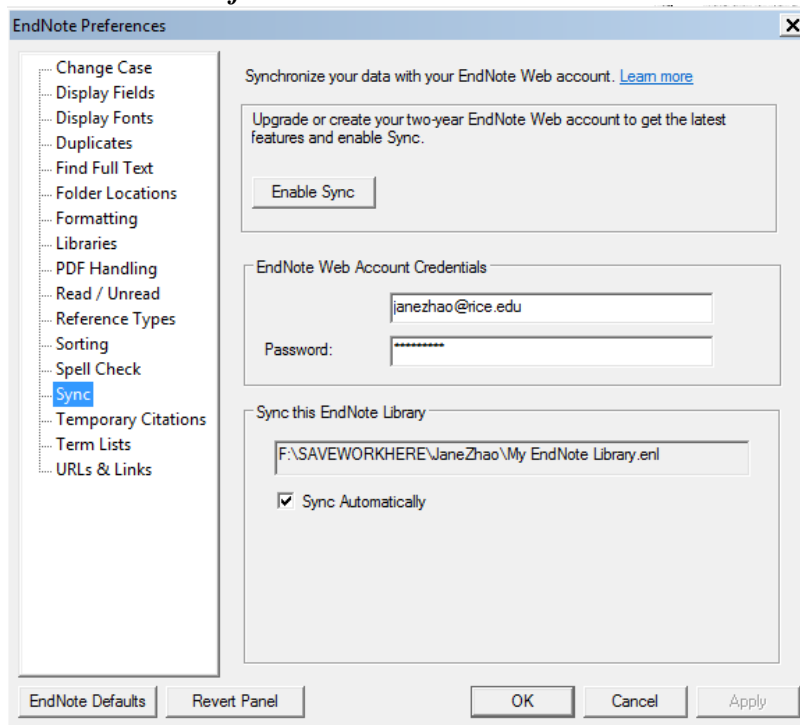 EndNote Preferences
Change Case
Display Fields
Display Fonts
Duplicates
Find Full Text
Folder Locations
Formatting
Libraries
PDF Handling
Read / Unread
Reference Types
Sorting
Spell Check
Sync
Temporary Citations
Term Lists
URLs & Links
Synchronize your data with your EndNote Web account. Learn more
Upgrade or create your two-year EndNote Web account to get the latest
features and enable Sync.
Enable Sync
EndNote Web Account Credentials
janezhao@rice.edu
Password: *********
Sync this EndNote Library
F:\SAVEWORKHERE\JaneZhao\My EndNote Library.enl
Sync Automatically
EndNote Defaults Revert Panel OK Cancel Apply